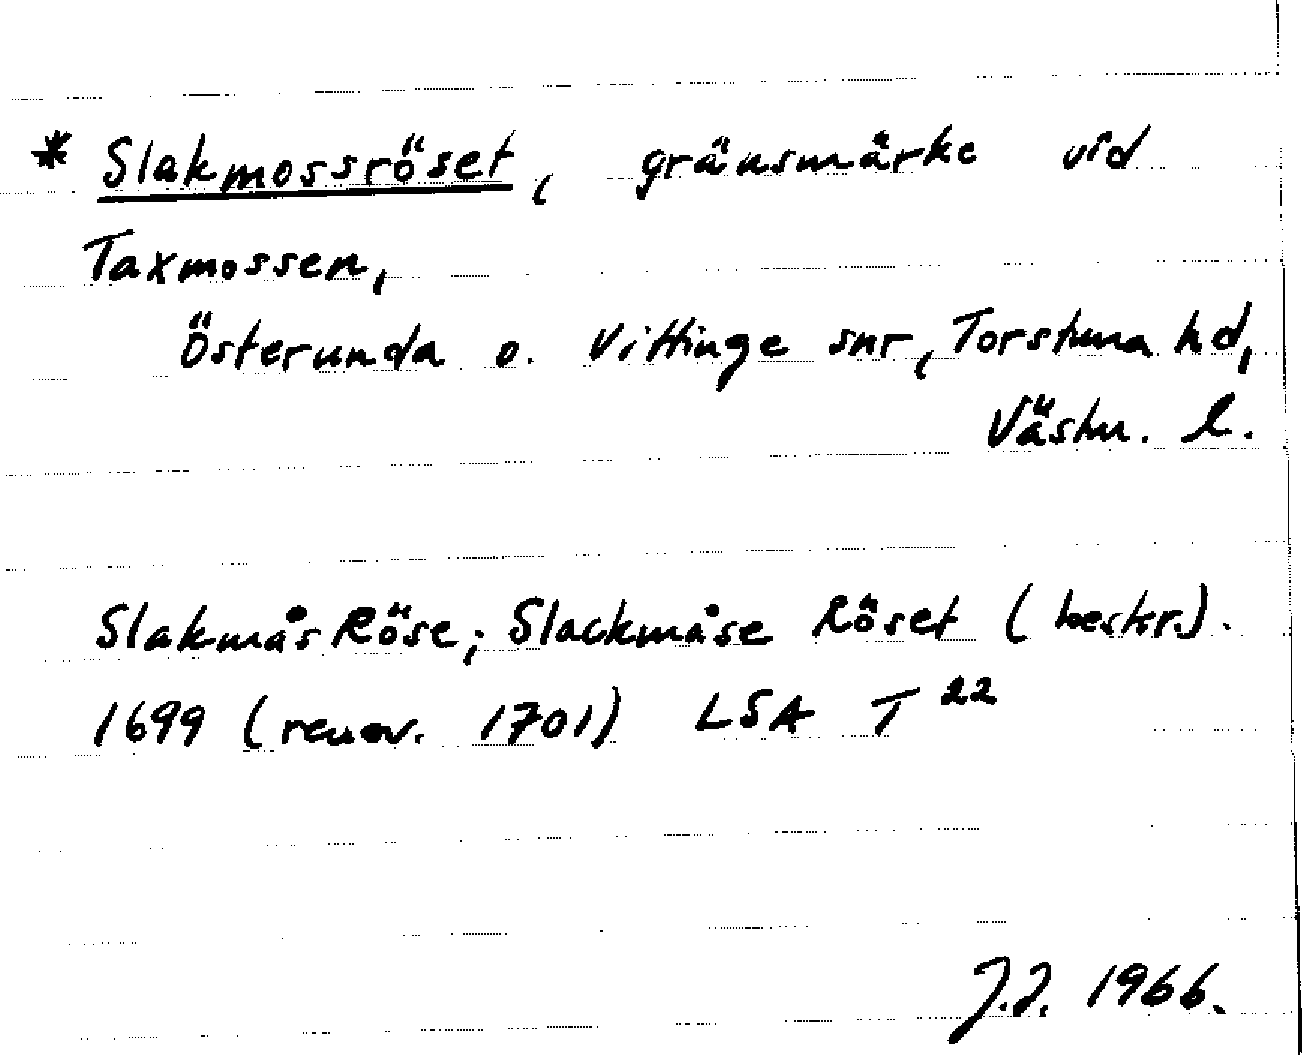 * Slakmossröset, gränsmärke vid
Taxmossen,
Österunda o. Vittinge snr, Torstuna hd,
Västm. l.
Slakmås Röse; Slackmåse Röset (beskr.).
1699 (renov. 1701) LSA T 22
J.J. 1966.